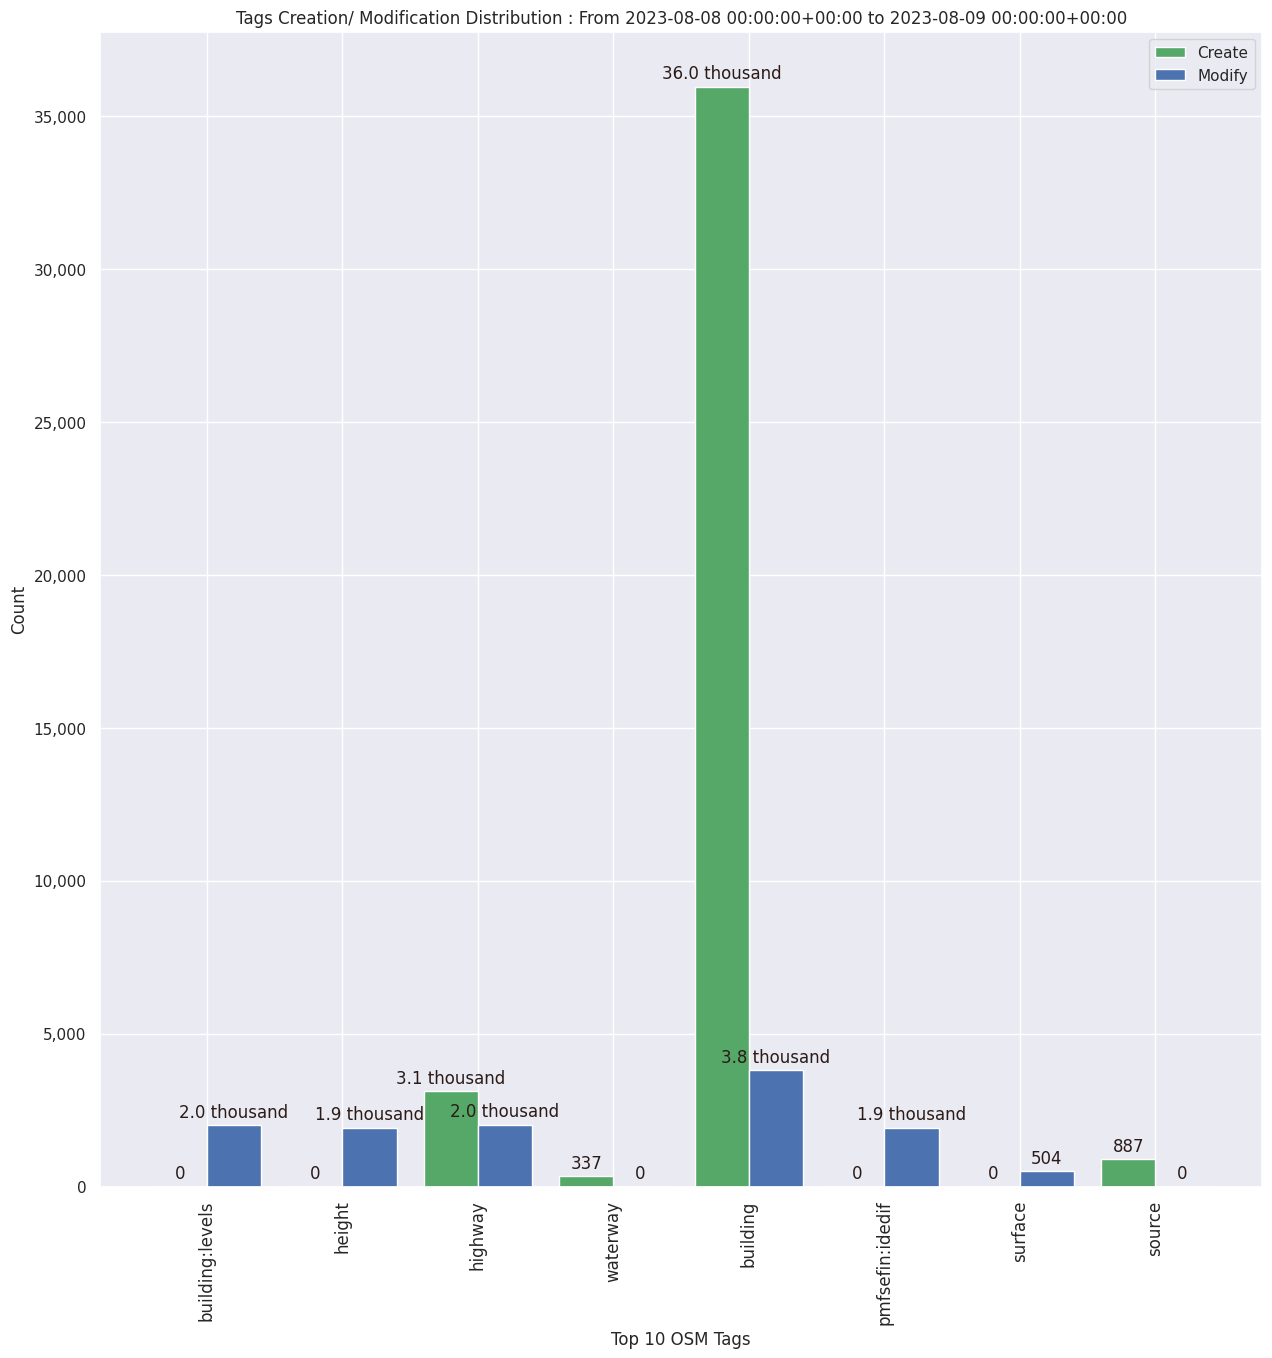 Tags Creation/ Modification Distribution : From 2023-08-08 00:00:00+00:00 to 2023-08-09 00:00:00+00:00
Create
Modify
36.0 thousand
35,000
30,000
25,000
20,000
15,000
10,000
5,000
0
Count
2.0 thousand
1.9 thousand
3.1 thousand
2.0 thousand
3.8 thousand
1.9 thousand
0
0
337
0
0
0
504
887
0
building:levels
height
highway
waterway
building
pmfsefin:idedif
surface
source
Top 10 OSM Tags